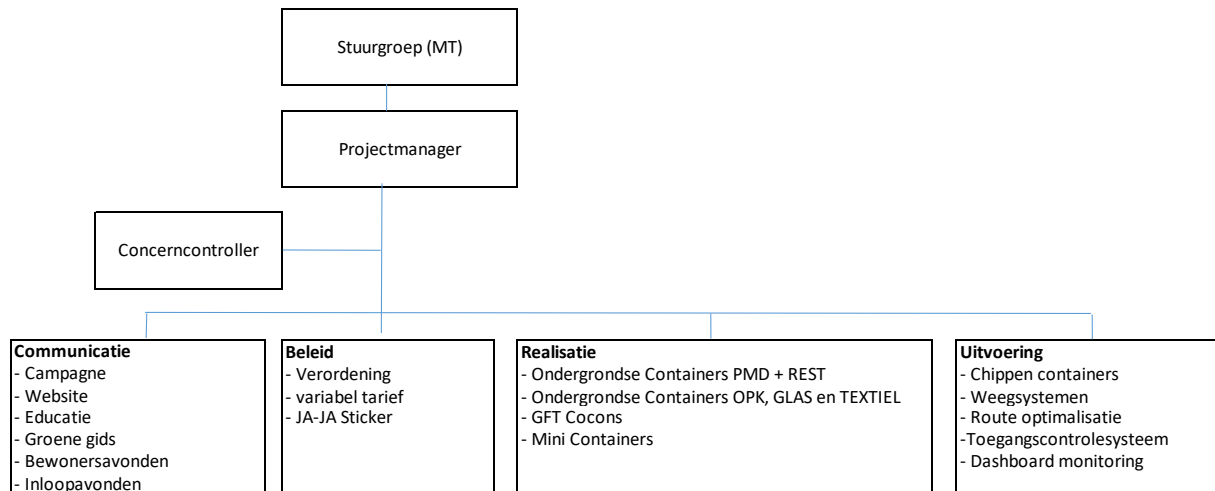 Stuurgroep (MT)
Projectmanager
Concerncontroller
Communicatie
- Campagne
- Website
- Educatie
- Groene gids
- Bewonersavonden
- Inloopavonden
Beleid
- Verordening
- variabel tarief
- JA-JA Sticker
Realisatie
- Ondergrondse Containers PMD + REST
- Ondergrondse Containers OPK, GLAS en TEXTIEL
- GFT Cocons
- Mini Containers
Uitvoering
- Chippen containers
- Weegsystemen
- Route optimalisatie
-Toegangscontrolesysteem
- Dashboard monitoring